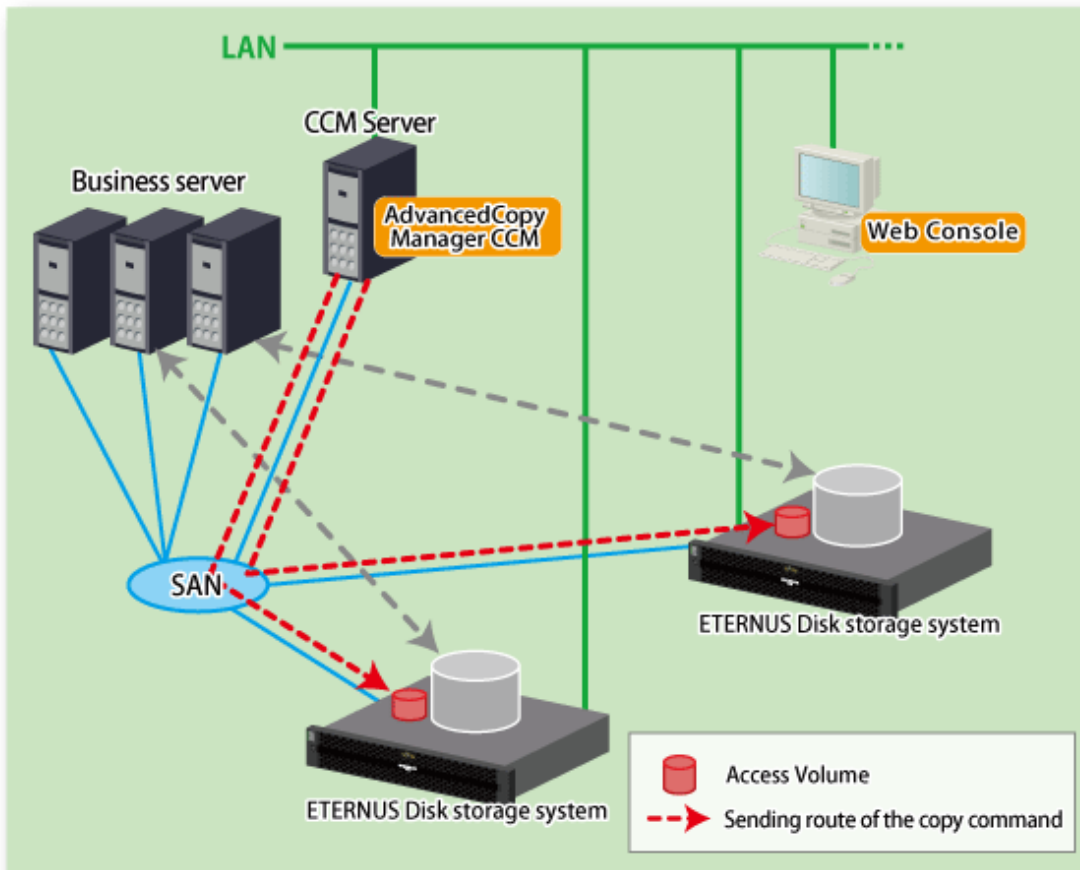 LAN
CCM Server
Business server
AdvancedCopy
Manager CCM
Web Console
SAN
ETERNUS Disk storage system
ETERNUS Disk storage system
Access Volume
Sending route of the copy command